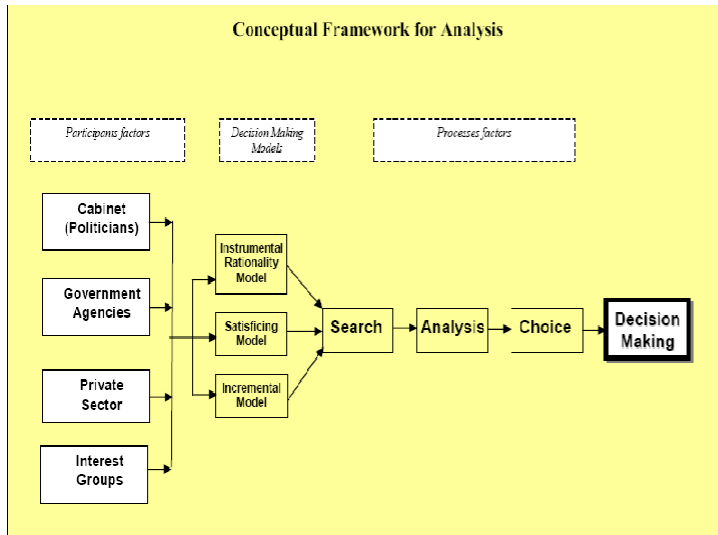 Conceptual Framework for Analysis
Participants factors
Decision Making
Models
Processes factors
Cabinet
(Politicians)
Government
Agencies
Private
Sector
Interest
Groups
Instrumental
Rationality
Model
Satisficing
Model
Incremental
Model
Search
Analysis
Choice
Decision
Making